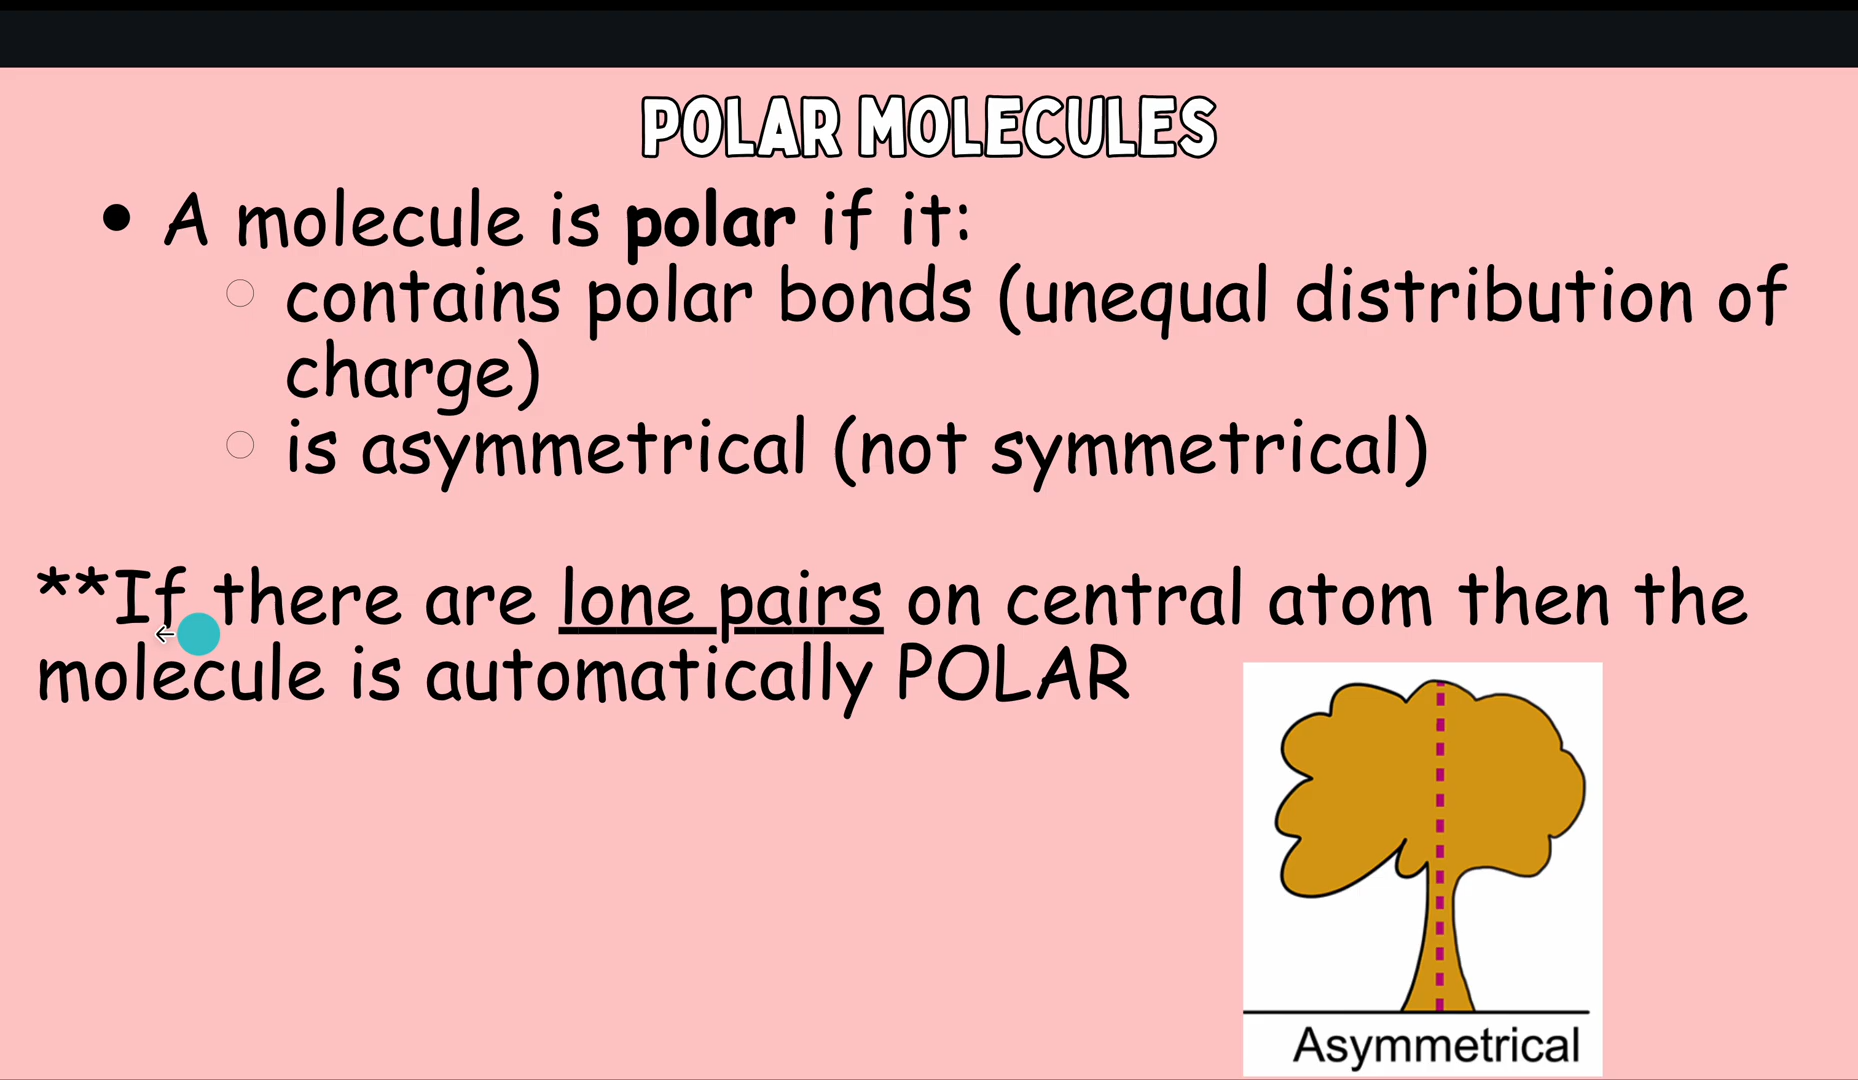 POLAR MOLECULES
• A molecule is polar if it:
○ contains polar bonds (unequal distribution of
charge)
○ is asymmetrical (not symmetrical)
**If there are lone pairs on central atom then the
molecule is automatically POLAR
Asymmetrical